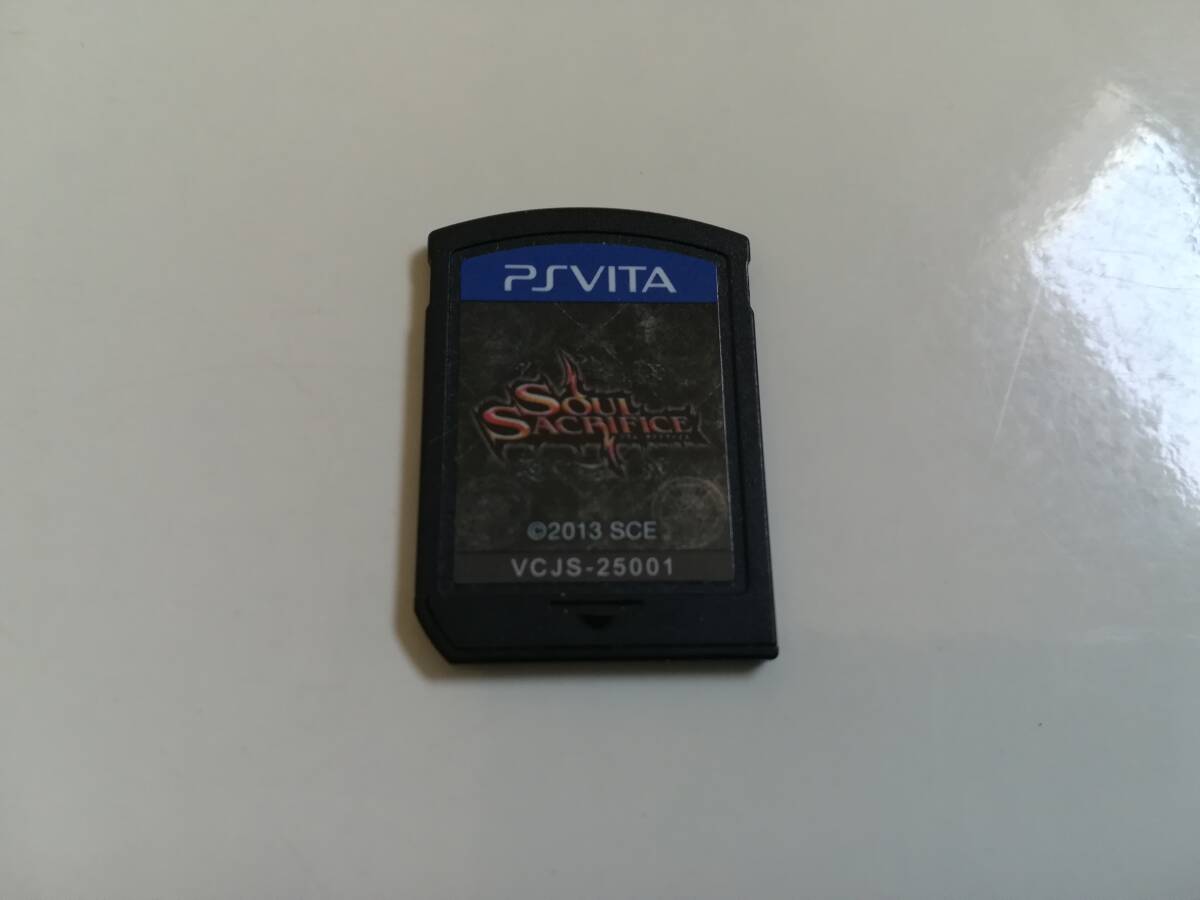 PSVITA
SOUL
SACRIFICE
©2013 SCE
VCJS-25001